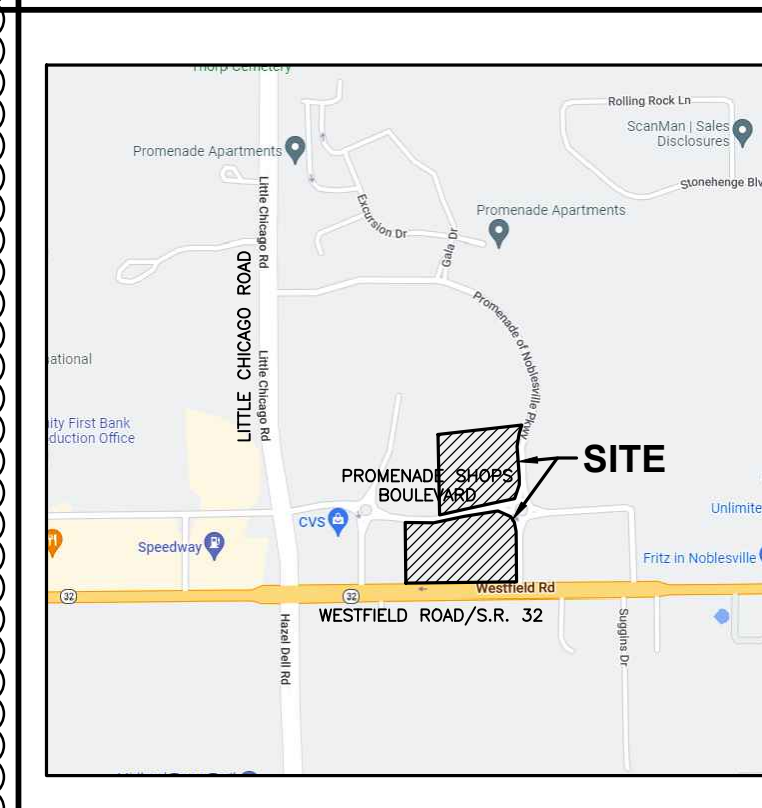 Thorp Cemetery
Rolling Rock Ln
ScanMan | Sales
Disclosures
Promenade Apartments
Stonehenge Blv
Little Chicago Rd
Excursion Dr
Promenade Apartments
Gala Dr
LITTLE CHICAGO ROAD
Promenade of Noblesville Pkwy
ational
Little Chicago Rd
ity First Bank
duction Office
SITE
PROMENADE SHOPS
BOULEVARD
Unlimite
CVS
Speedway
Fritz in Noblesville
32
32
Westfield Rd
WESTFIELD ROAD/S.R. 32
Hazel Dell Rd
Suggins Dr